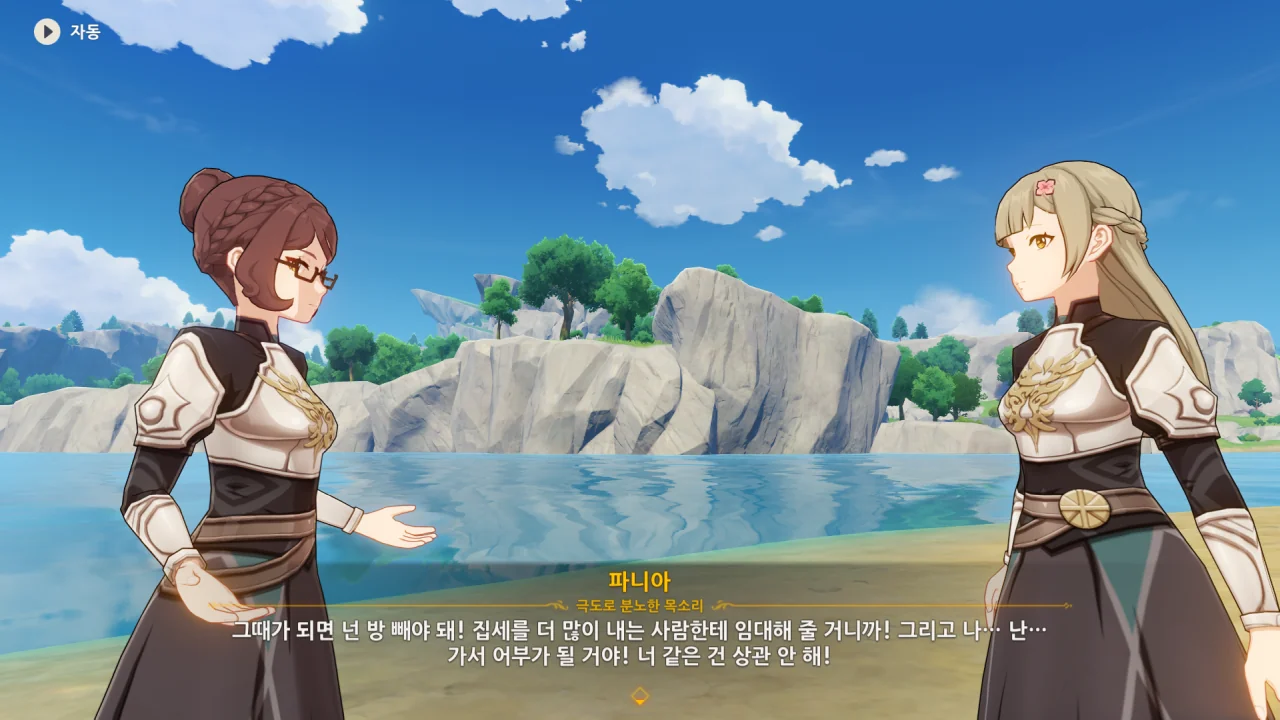 자동
파니아
극도로 분노한 목소리
그때가 되면 넌 방 빼야 돼! 집세를 더 많이 내는 사람한테 임대해 줄 거니까! 그리고 나… 난…
가서 어부가 될 거야! 너 같은 건 상관 안 해!